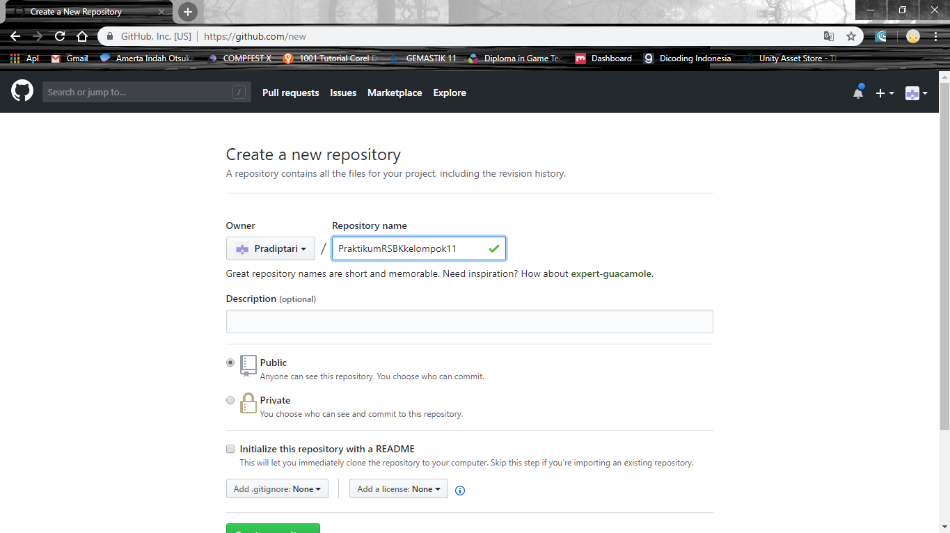 Create a New Repository
GitHub, Inc. [US] | https://github.com/new
Apl Gmail Amerta Indah Otsuk COMPFEST X 1001 Tutorial Corel D GEMASTIK 11 Diploma in Game Te Dashboard Dicoding Indonesia Unity Asset Store - T
Search or jump to... / Pull requests Issues Marketplace Explore
Create a new repository
A repository contains all the files for your project, including the revision history.
Owner Repository name
Pradiptari / PraktikumRSBKkelompok11
Great repository names are short and memorable. Need inspiration? How about expert-guacamole.
Description (optional)
Public
Anyone can see this repository. You choose who can commit.
Private
You choose who can see and commit to this repository.
Initialize this repository with a README
This will let you immediately clone the repository to your computer. Skip this step if you're importing an existing repository.
Add .gitignore: None Add a license: None